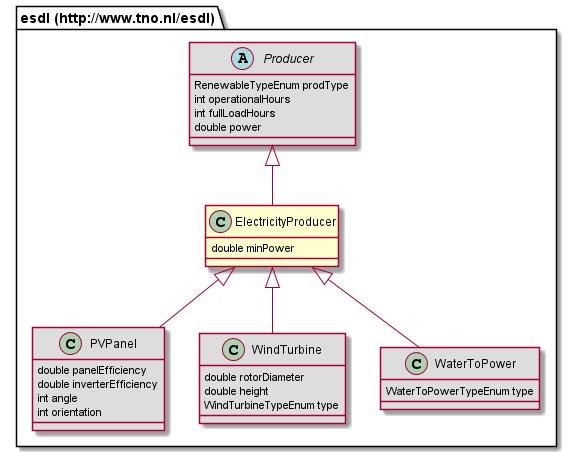 esdl (http://www.tno.nl/esdl)
A Producer
RenewableTypeEnum prodType
int operationalHours
int fullLoadHours
double power
C ElectricityProducer
double minPower
C PVPanel
double panelEfficiency
double inverterEfficiency
int angle
int orientation
C WindTurbine
double rotorDiameter
double height
WindTurbineTypeEnum type
C WaterToPower
WaterToPowerTypeEnum type